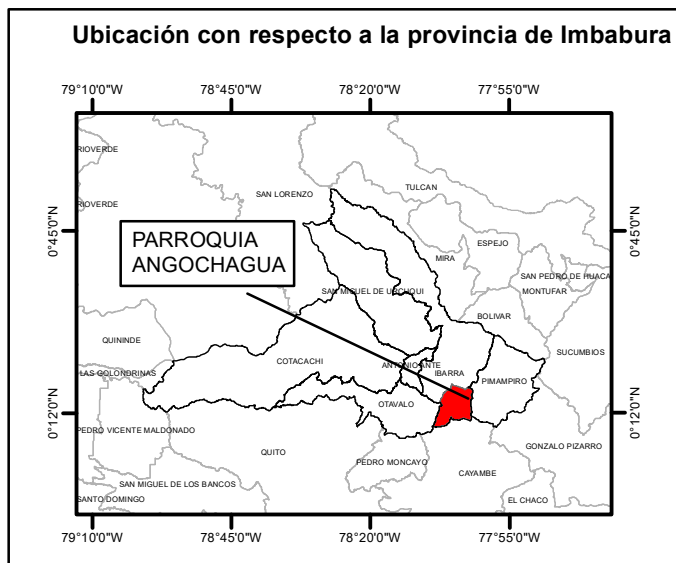 Ubicación con respecto a la provincia de Imbabura
79°10'0"W 78°45'0"W 78°20'0"W 77°55'0"W
RIOVERDE
TULCAN
SAN LORENZO
RIOVERDE
0°45'0"N 0°45'0"N
PARROQUIA
ANGOCHAGUA
ESPEJO
MIRA
SAN PEDRO DE HUACA
MONTUFAR
SAN MIGUEL DE URCUQUI
BOLIVAR
QUININDE
SUCUMBIOS
COTACACHI
ANTONIO ANTE
LAS GOLONDRINAS
IBARRA
PIMAMPIRO
OTAVALO
0°12'0"N 0°12'0"N
PEDRO VICENTE MALDONADO
GONZALO PIZARRO
QUITO
PEDRO MONCAYO
CAYAMBE
SAN MIGUEL DE LOS BANCOS
SANTO DOMINGO
EL CHACO
79°10'0"W 78°45'0"W 78°20'0"W 77°55'0"W